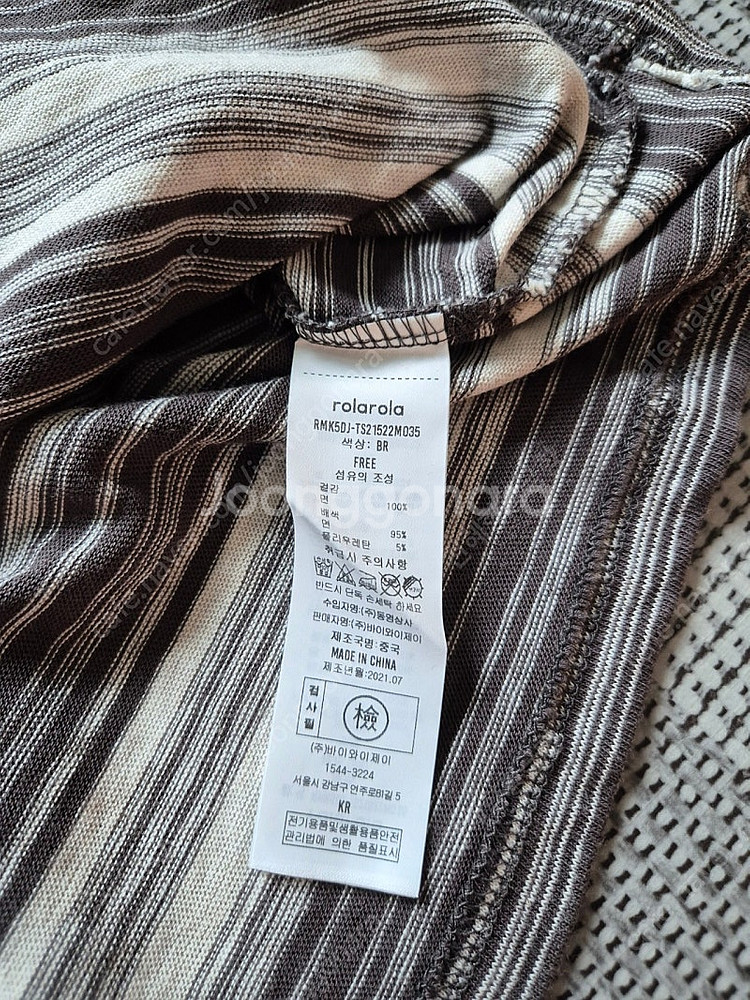 rolarola
RMK5DJ-TS21522M035
색상: BR
FREE
섬유의 조성
겉감
면 100%
배색
면 95%
폴리우레탄 5%
취급시 주의사항
반드시 단독 손세탁 하세요
수입자명:(주)동영상사
판매자명:(주)바이와이제이
제조국명:중국
MADE IN CHINA
제조년월:2021.07
검사필
檢
(주)바이와이제이
1544-3224
서울시 강남구 언주로81길 5
KR
전기용품및생활용품안전
관리법에 의한 품질표시
Joonggonara